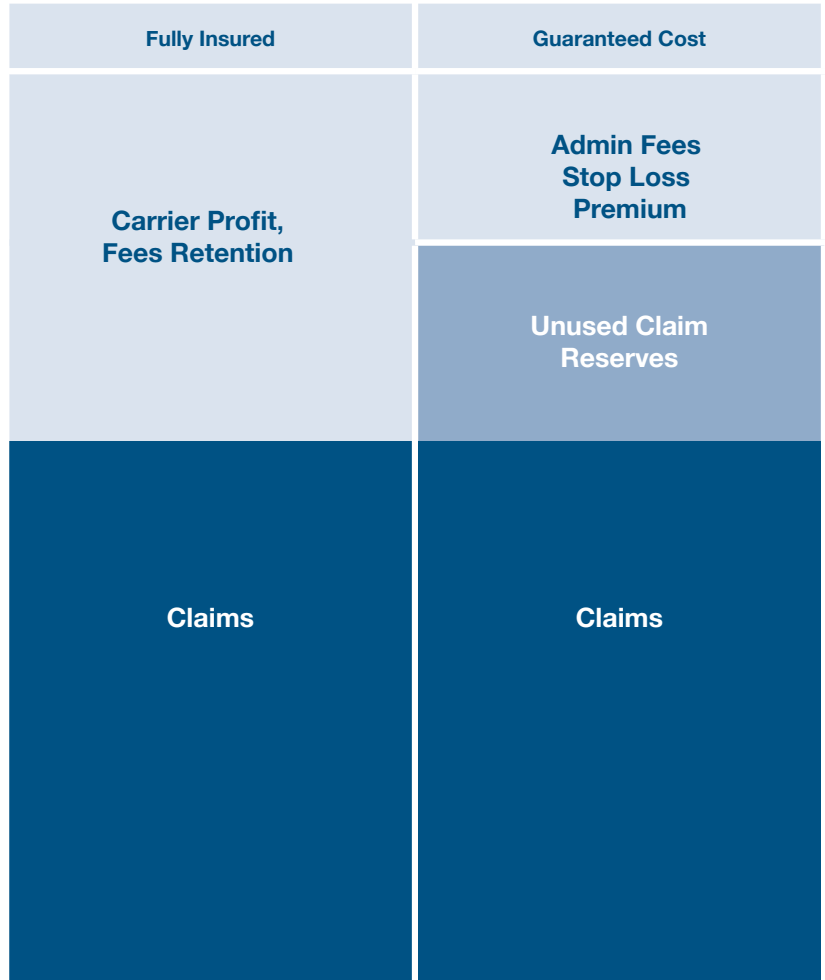 Fully Insured
Guaranteed Cost
Carrier Profit,
Fees Retention
Admin Fees
Stop Loss
Premium
Unused Claim
Reserves
Claims
Claims